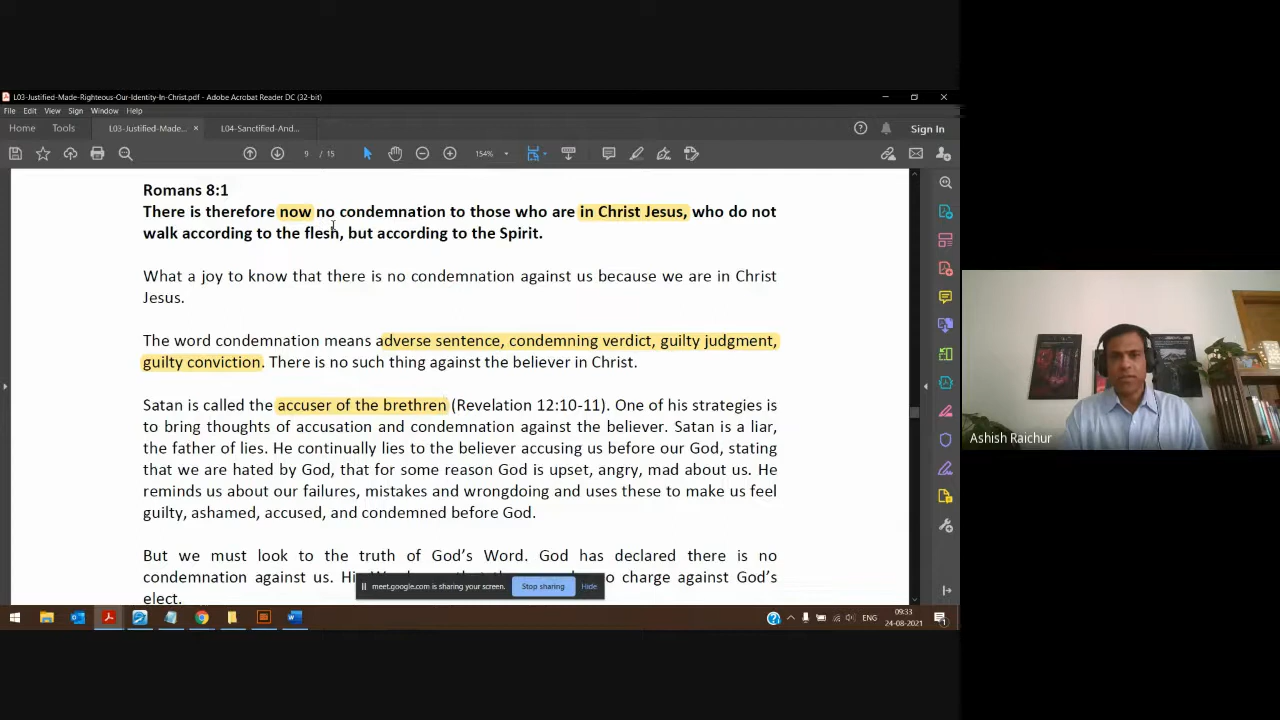 L03-Justified-Made-Righteous-Our-Identity-In-Christ.pdf - Adobe Acrobat Reader DC (32-bit)
File Edit View Sign Window Help
Home Tools L03-Justified-Made... × L04-Sanctified-And... Sign In
9 / 15 154%
Romans 8:1
There is therefore now no condemnation to those who are in Christ Jesus, who do not
walk according to the flesh, but according to the Spirit.
What a joy to know that there is no condemnation against us because we are in Christ
Jesus.
The word condemnation means adverse sentence, condemning verdict, guilty judgment,
guilty conviction. There is no such thing against the believer in Christ.
Satan is called the accuser of the brethren (Revelation 12:10-11). One of his strategies is
to bring thoughts of accusation and condemnation against the believer. Satan is a liar,
the father of lies. He continually lies to the believer accusing us before our God, stating
that we are hated by God, that for some reason God is upset, angry, mad about us. He
reminds us about our failures, mistakes and wrongdoing and uses these to make us feel
guilty, ashamed, accused, and condemned before God.
But we must look to the truth of God's Word. God has declared there is no
condemnation against us. charge against God's
elect.
meet.google.com is sharing your screen. Stop sharing Hide
Ashish Raichur
ENG
09:33
24-08-2021